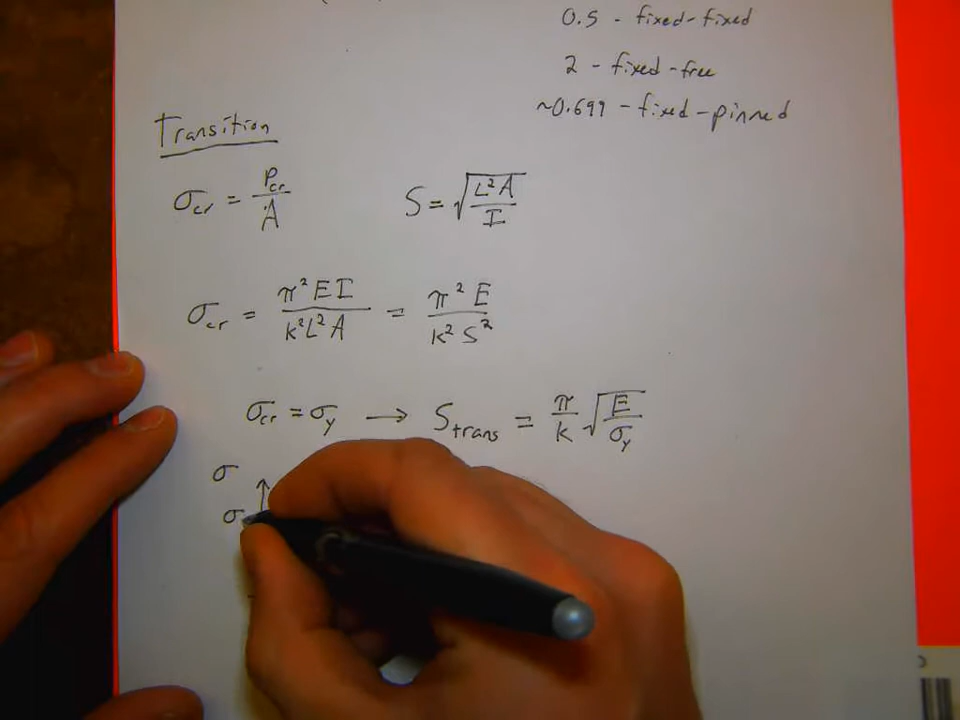 0.5 - fixed-fixed
2 - fixed-free
~0.699 - fixed-pinned
Transition
σcr = Pcr/A S = √(L²A/I)
σcr = π²EI/k²L²A = π²E/k²S²
σcr = σy → Strans = π/k √(E/σy)
σ
σ